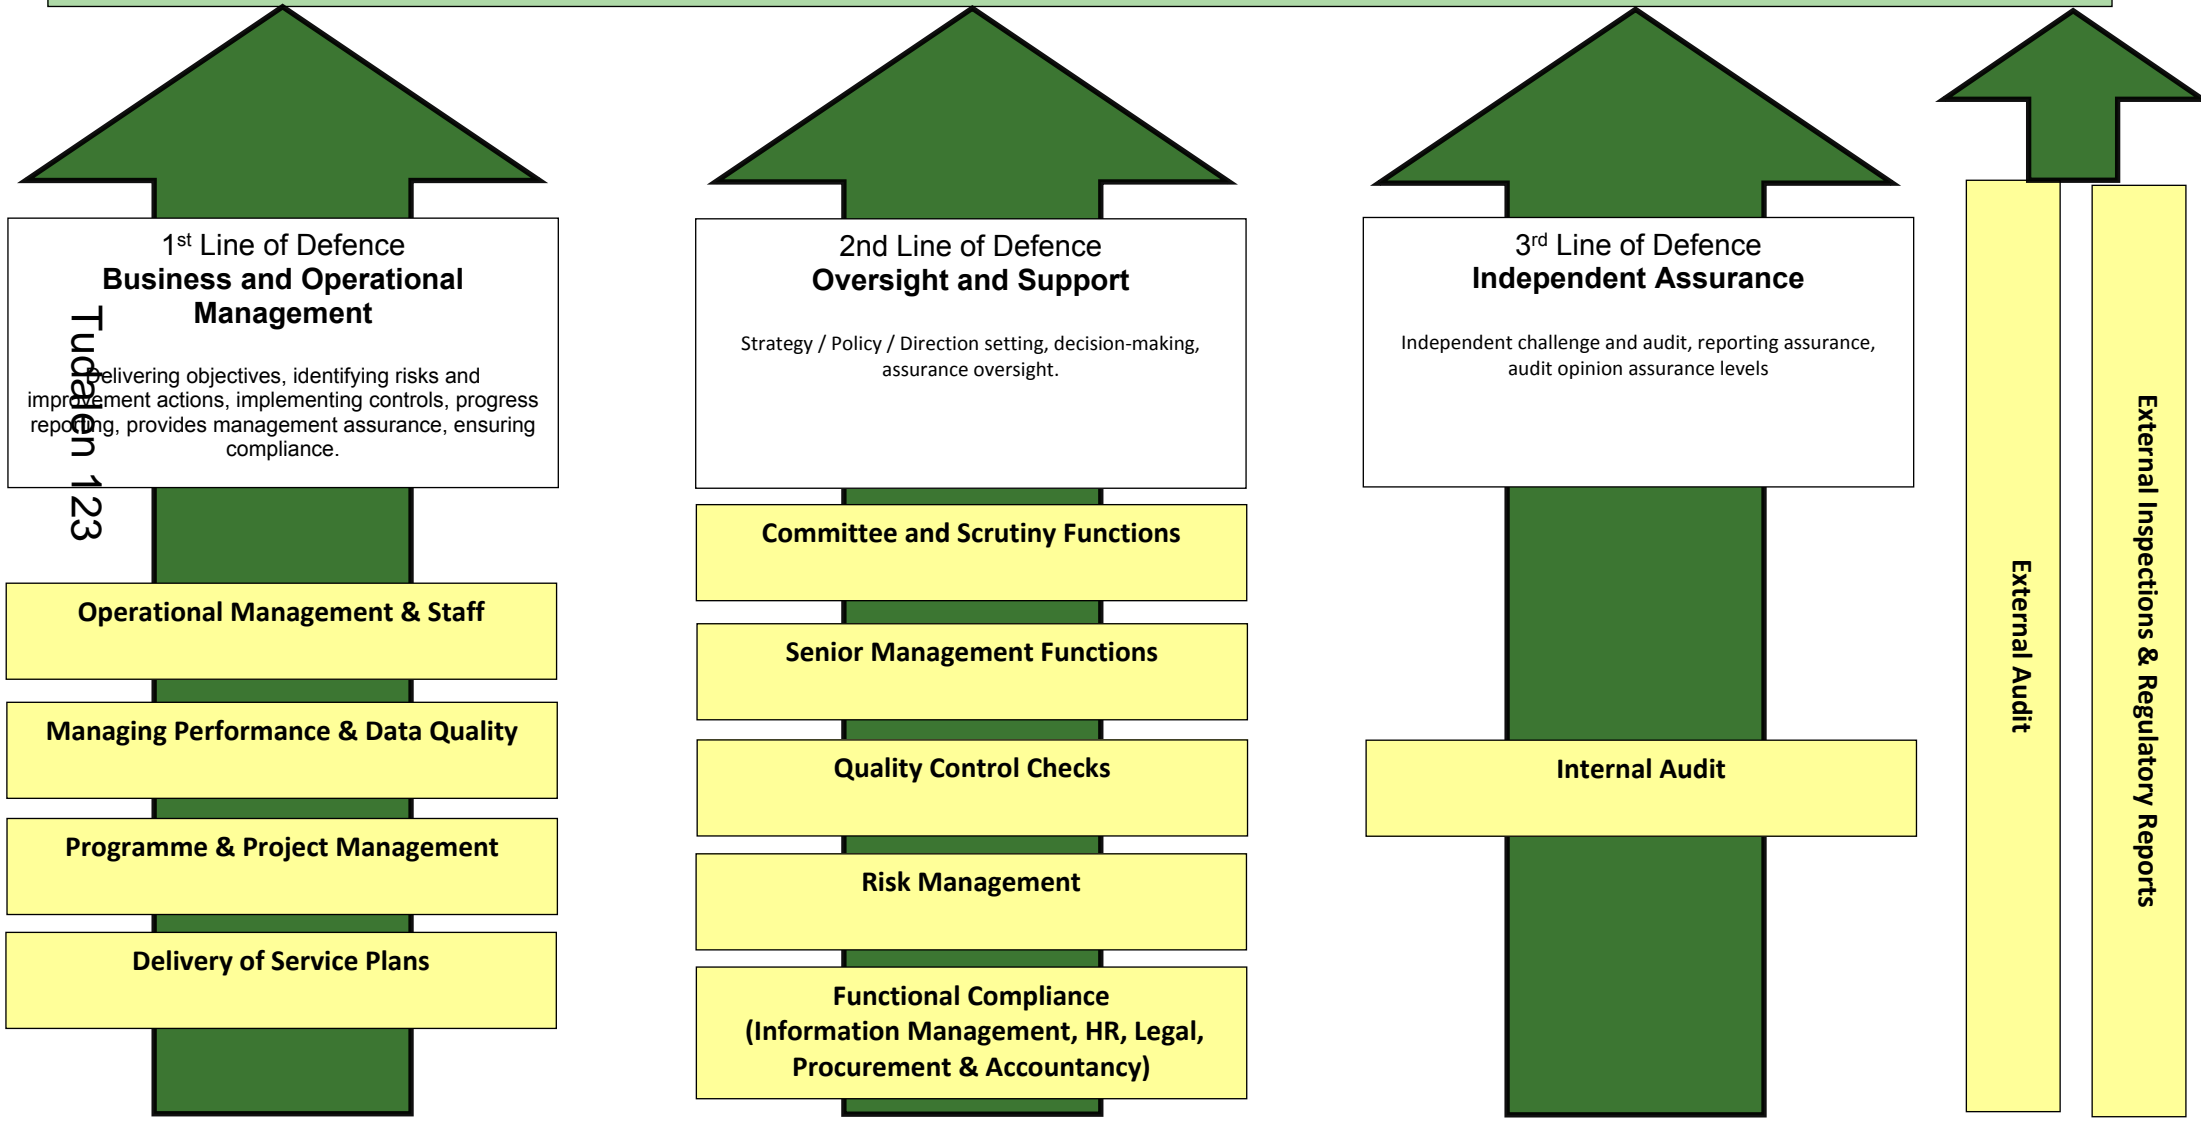 1st Line of Defence
Business and Operational
Management
Delivering objectives, identifying risks and
improvement actions, implementing controls, progress
reporting, provides management assurance, ensuring
compliance.
Tudalen 123
Operational Management & Staff
Managing Performance & Data Quality
Programme & Project Management
Delivery of Service Plans
2nd Line of Defence
Oversight and Support
Strategy / Policy / Direction setting, decision-making,
assurance oversight.
Committee and Scrutiny Functions
Senior Management Functions
Quality Control Checks
Risk Management
Functional Compliance
(Information Management, HR, Legal,
Procurement & Accountancy)
3rd Line of Defence
Independent Assurance
Independent challenge and audit, reporting assurance,
audit opinion assurance levels
Internal Audit
External Audit
External Inspections & Regulatory Reports